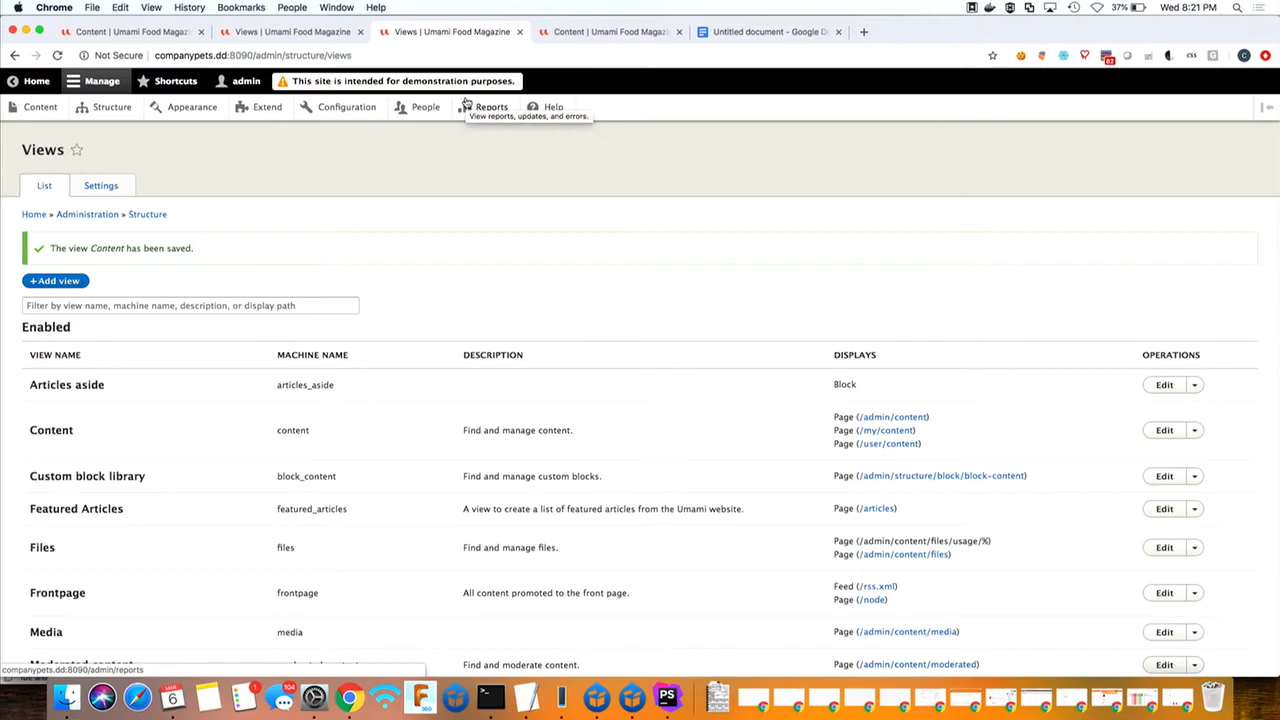 Chrome File Edit View History Bookmarks People Window Help 37% Wed 8:21 PM
Content | Umami Food Magaz × Views | Umami Food Magazine × Views | Umami Food Magazine × Content | Umami Food Magaz × Untitled document - Google D × +
Not Secure companypets.dd:8090/admin/structure/views
Home Manage Shortcuts admin This site is intended for demonstration purposes.
Content Structure Appearance Extend Configuration People Reports Help
View reports, updates, and errors.
Views
List Settings
Home » Administration » Structure
The view Content has been saved.
+ Add view
Filter by view name, machine name, description, or display path
Enabled
VIEW NAME MACHINE NAME DESCRIPTION DISPLAYS OPERATIONS
Articles aside articles_aside Block Edit
Page (/admin/content)
Content content Find and manage content. Page (/my/content) Edit
Page (/user/content)
Custom block library block_content Find and manage custom blocks. Page (/admin/structure/block/block-content) Edit
Featured Articles featured_articles A view to create a list of featured articles from the Umami website. Page (/articles) Edit
Page (/admin/content/files/usage/%)
Files files Find and manage files. Edit
Page (/admin/content/files)
Feed (/rss.xml)
Frontpage frontpage All content promoted to the front page. Edit
Page (/node)
Media media Page (/admin/content/media) Edit
Find and moderate content. Page (/admin/content/moderated) Edit
companypets.dd:8090/admin/reports